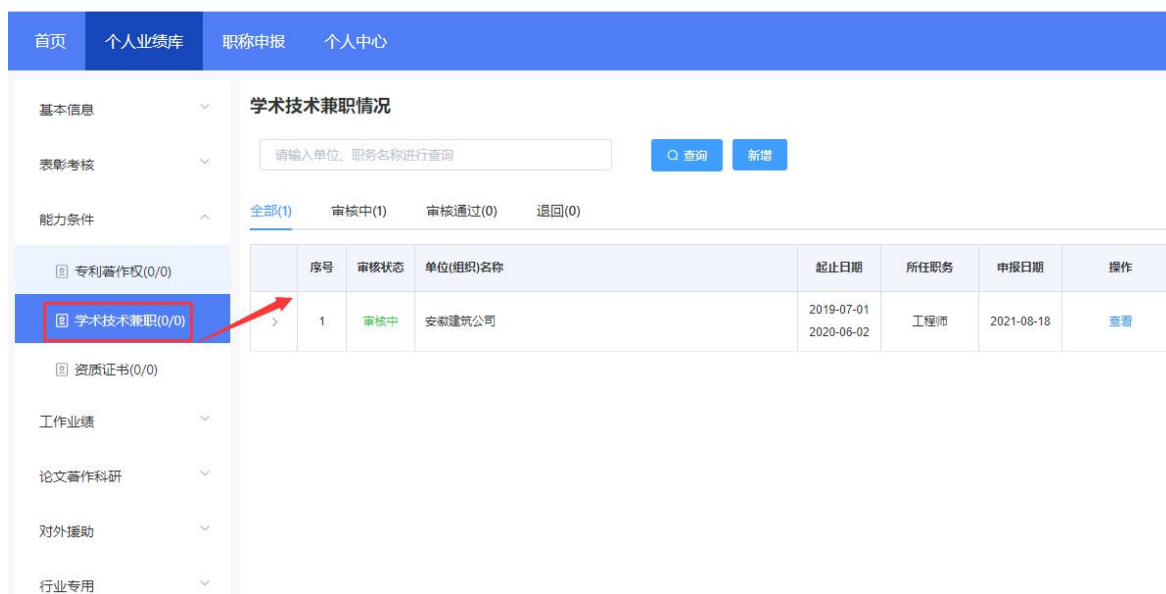 首页 个人业绩库 职称申报 个人中心
基本信息
表彰考核
能力条件
专利著作权(0/0)
学术技术兼职(0/0)
资质证书(0/0)
工作业绩
论文著作科研
对外援助
行业专用
学术技术兼职情况
请输入单位、职务名称进行查询 查询 新增
全部(1) 审核中(1) 审核通过(0) 退回(0)
序号 审核状态 单位(组织)名称 起止日期 所任职务 申报日期 操作
1 审核中 安徽建筑公司 2019-07-01 工程师 2021-08-18 查看
2020-06-02